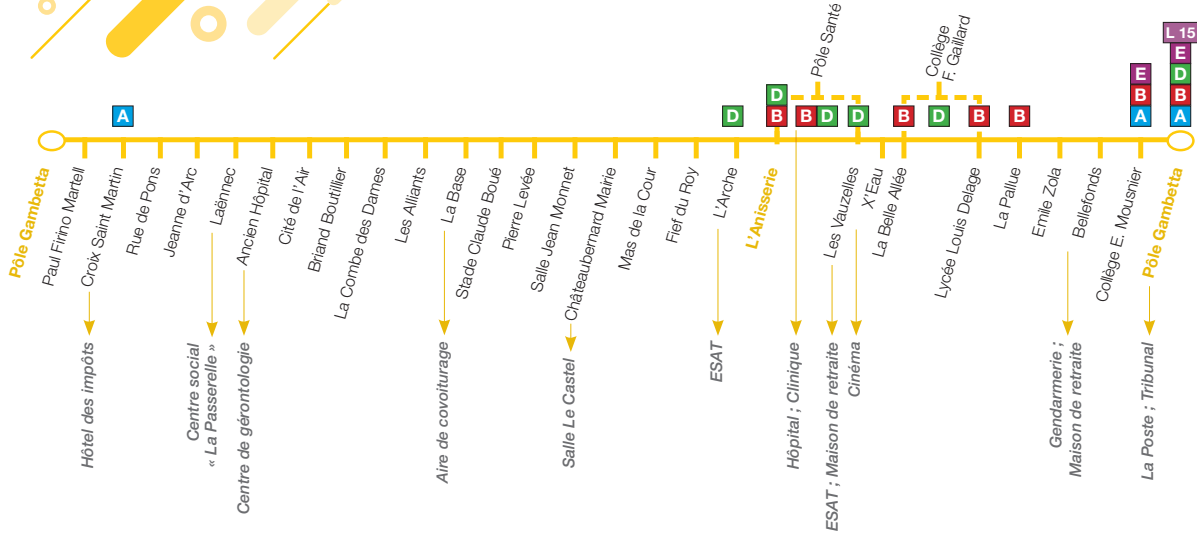 L 15
E
D
B
A
E
B
A
Pôle Santé
Collège
F. Gaillard
A
D
D
B
B
D
D
B
D
B
B
Pôle Gambetta
Paul Firino Martell
Croix Saint Martin
Rue de Pons
Jeanne d'Arc
Laënnec
Ancien Hôpital
Cité de l'Air
Briand Boutillier
La Combe des Dames
Les Alliants
La Base
Stade Claude Boué
Pierre Levée
Salle Jean Monnet
Châteaubernard Mairie
Mas de la Cour
Fief du Roy
L'Arche
L'Anisserie
Les Vauzelles
X'Eau
La Belle Allée
Lycée Louis Delage
La Pallue
Emile Zola
Bellefonds
Collège E. Mousnier
Pôle Gambetta
Hôtel des impôts
Centre social
« La Passerelle »
Centre de gérontologie
Aire de covoiturage
Salle Le Castel
ESAT
Hôpital ; Clinique
ESAT ; Maison de retraite
Cinéma
Gendarmerie ;
Maison de retraite
La Poste ; Tribunal